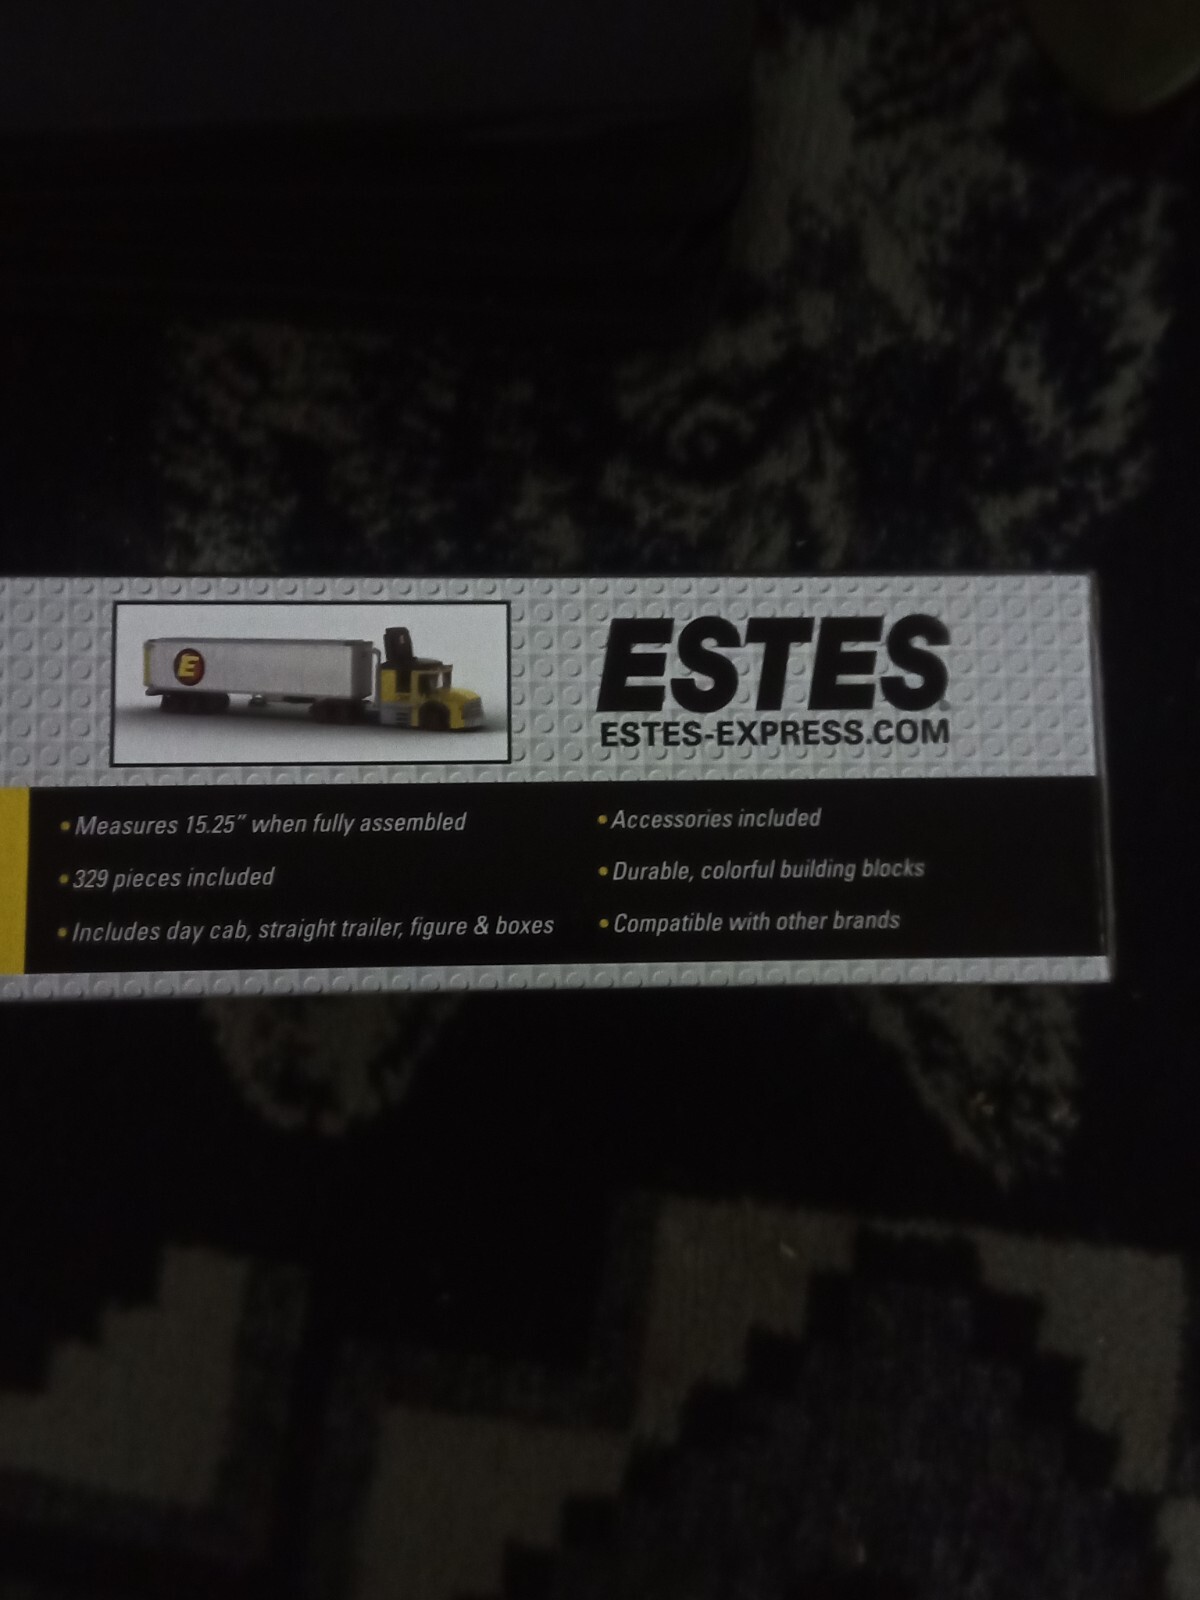 E
ESTES
ESTES-EXPRESS.COM
• Measures 15.25" when fully assembled
• 329 pieces included
• Includes day cab, straight trailer, figure & boxes
• Accessories included
• Durable, colorful building blocks
• Compatible with other brands